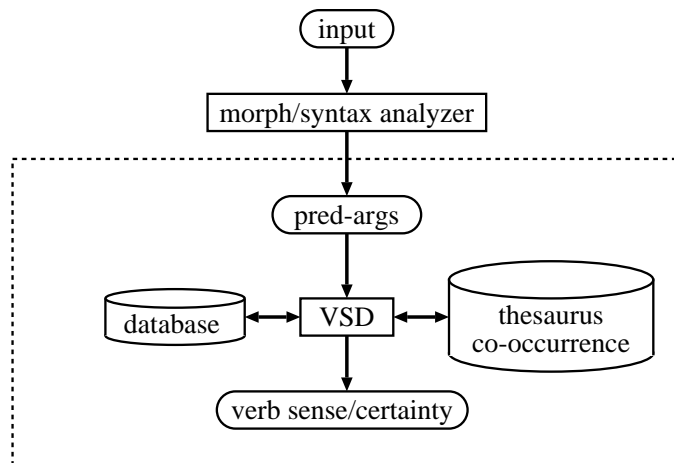 input
morph/syntax analyzer
pred-args
database
VSD
thesaurus
co-occurrence
verb sense/certainty